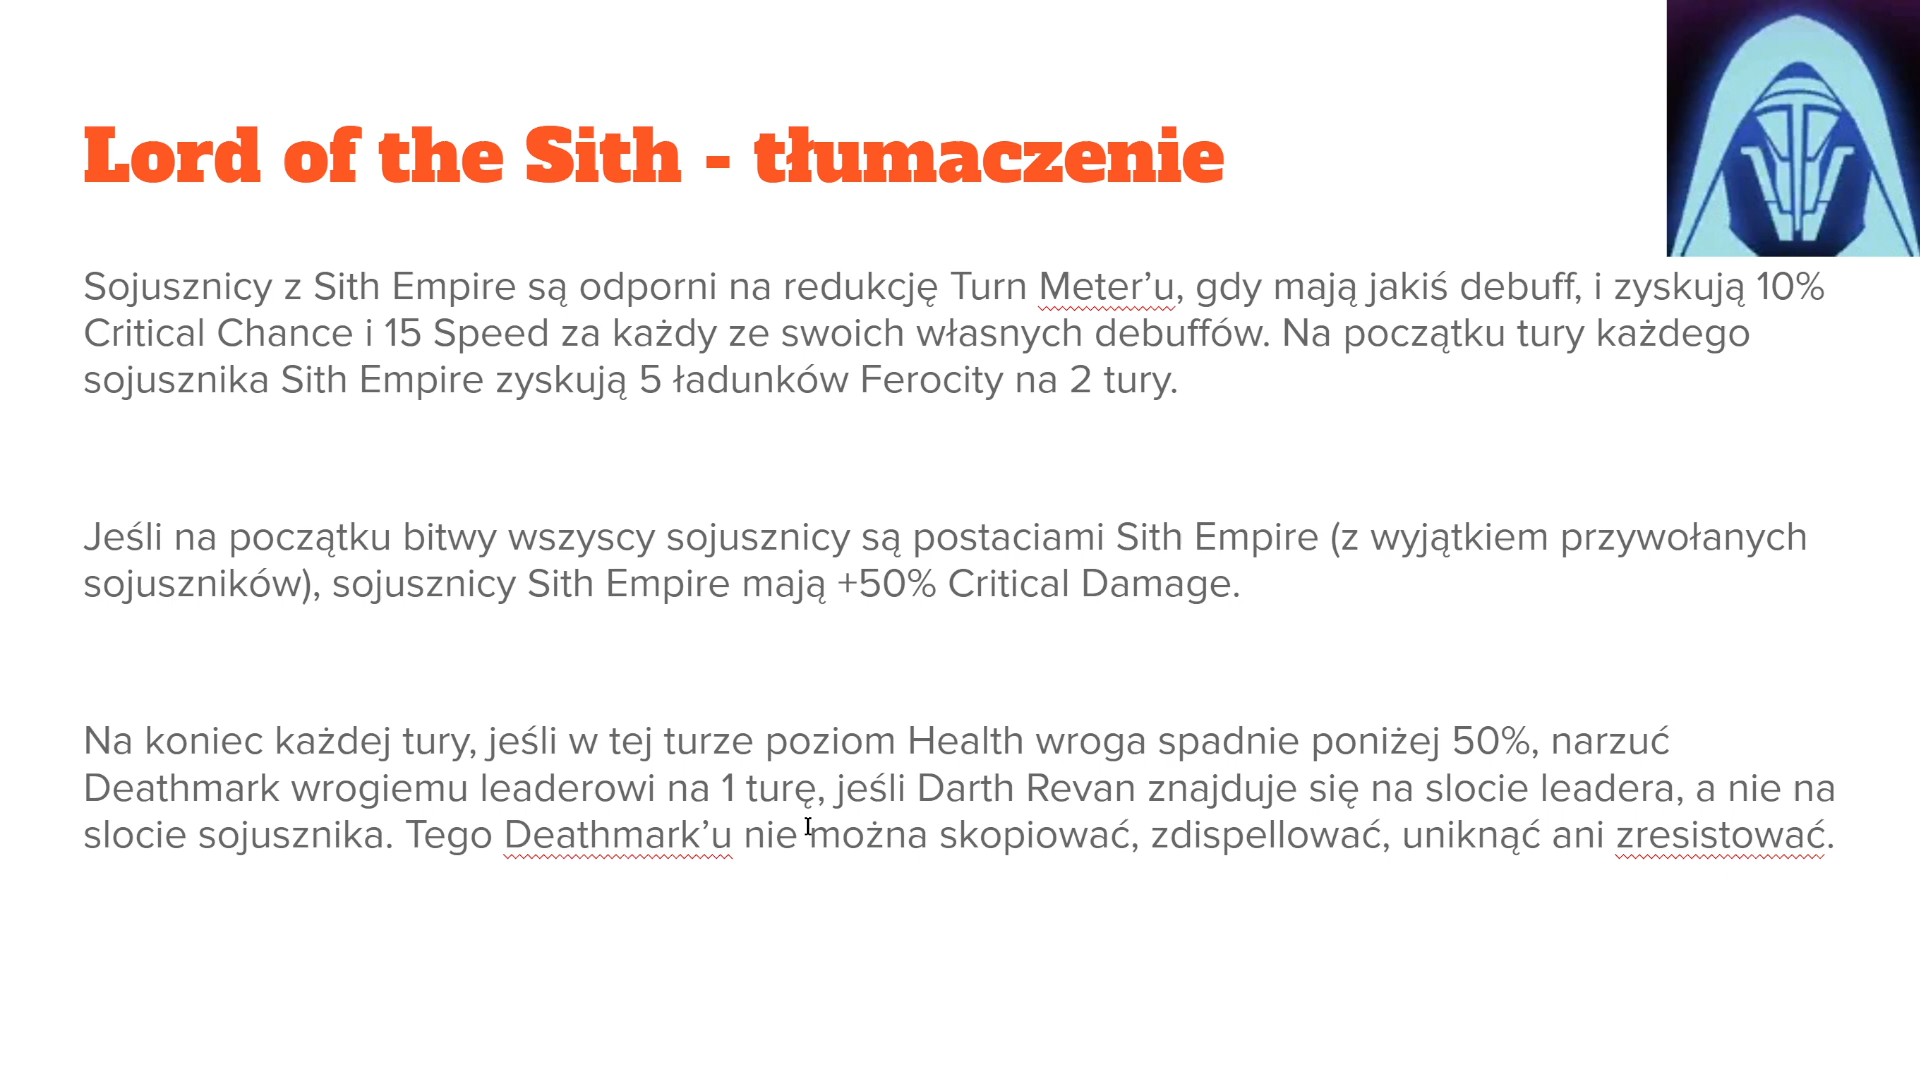 Lord of the Sith - tłumaczenie
Sojusznicy z Sith Empire są odporni na redukcję Turn Meter’u, gdy mają jakiś debuff, i zyskują 10%
Critical Chance i 15 Speed za każdy ze swoich własnych debuffów. Na początku tury każdego
sojusznika Sith Empire zyskują 5 ładunków Ferocity na 2 tury.
Jeśli na początku bitwy wszyscy sojusznicy są postaciami Sith Empire (z wyjątkiem przywołanych
sojuszników), sojusznicy Sith Empire mają +50% Critical Damage.
Na koniec każdej tury, jeśli w tej turze poziom Health wroga spadnie poniżej 50%, narzuć
Deathmark wrogiemu leaderowi na 1 turę, jeśli Darth Revan znajduje się na slocie leadera, a nie na
slocie sojusznika. Tego Deathmark’u nie można skopiować, zdispellować, uniknąć ani zresistować.